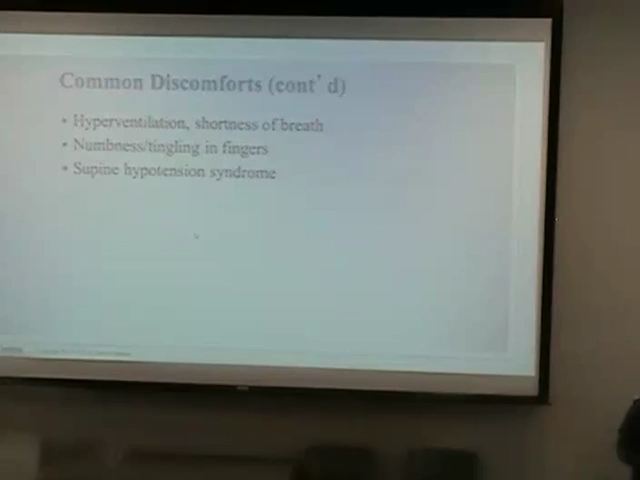 Common Discomforts (cont' d)
• Hyperventilation, shortness of breath
• Numbness/tingling in fingers
• Supine hypotension syndrome